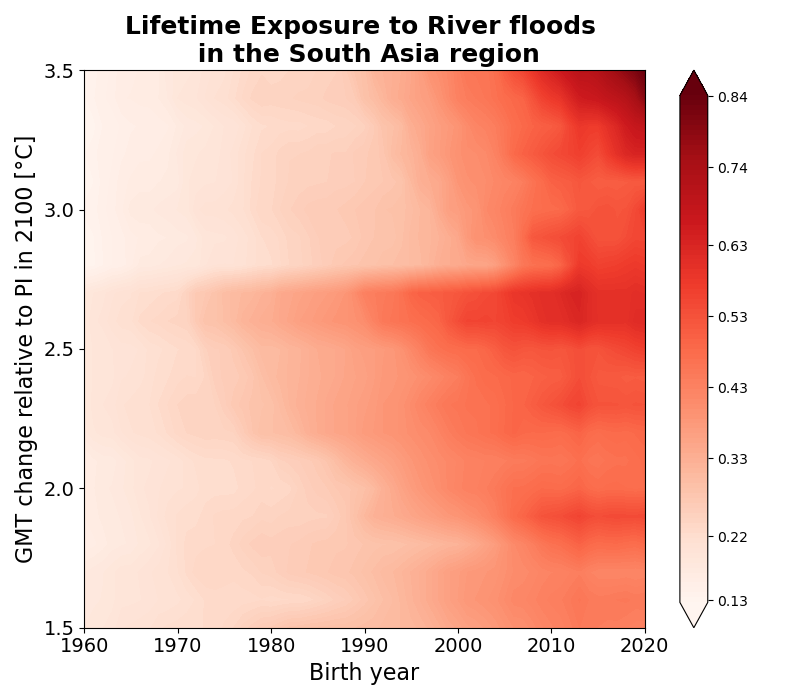 Lifetime Exposure to River floods
in the South Asia region
GMT change relative to PI in 2100 [°C]
3.5
3.0
2.5
2.0
1.5
1960 1970 1980 1990 2000 2010 2020
Birth year
0.84
0.74
0.63
0.53
0.43
0.33
0.22
0.13